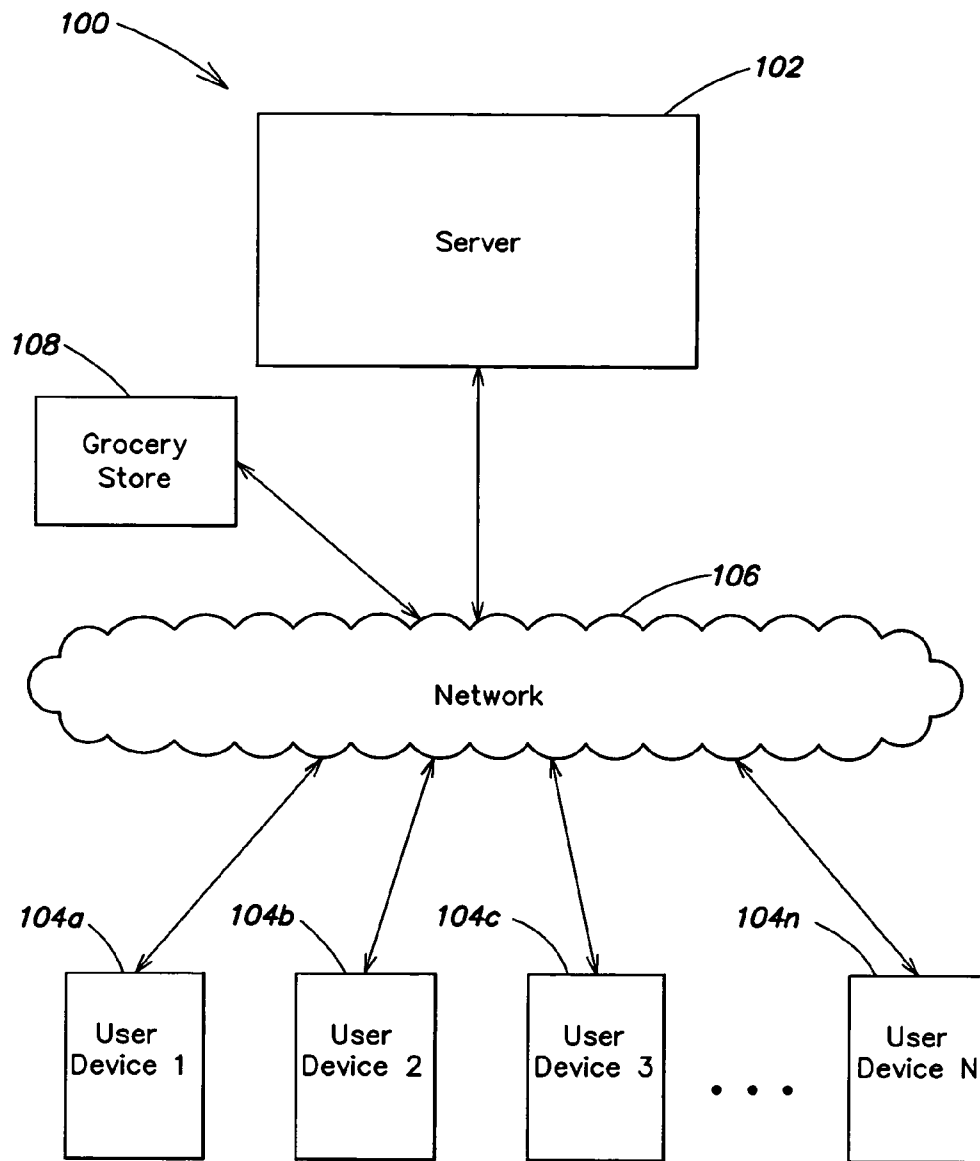 100
102
Server
108
Grocery
Store
106
Network
104a
104b
104c
104n
User
Device 1
User
Device 2
User
Device 3
• • •
User
Device N